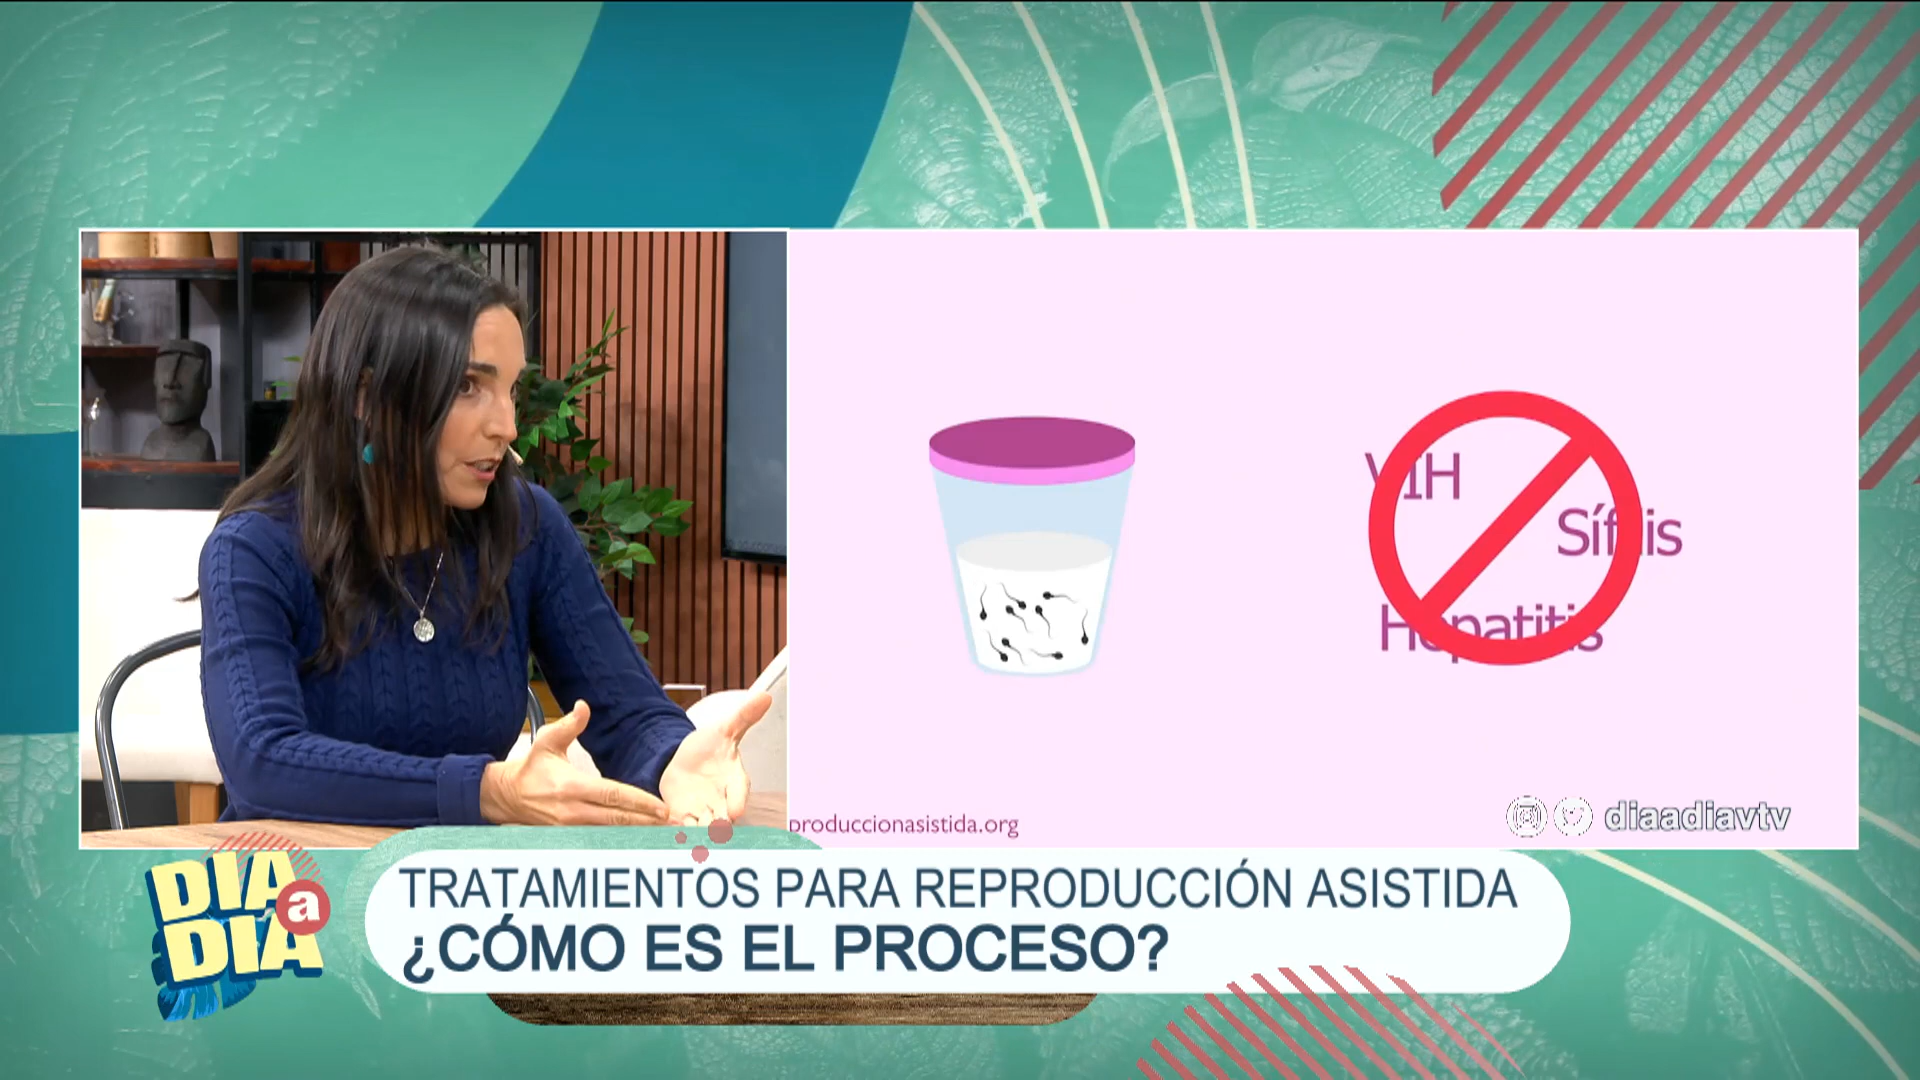 VIH
Sífilis
Hepatitis
produccionasistida.org
diaadiavtv
DIA a DIA
TRATAMIENTOS PARA REPRODUCCIÓN ASISTIDA
¿CÓMO ES EL PROCESO?